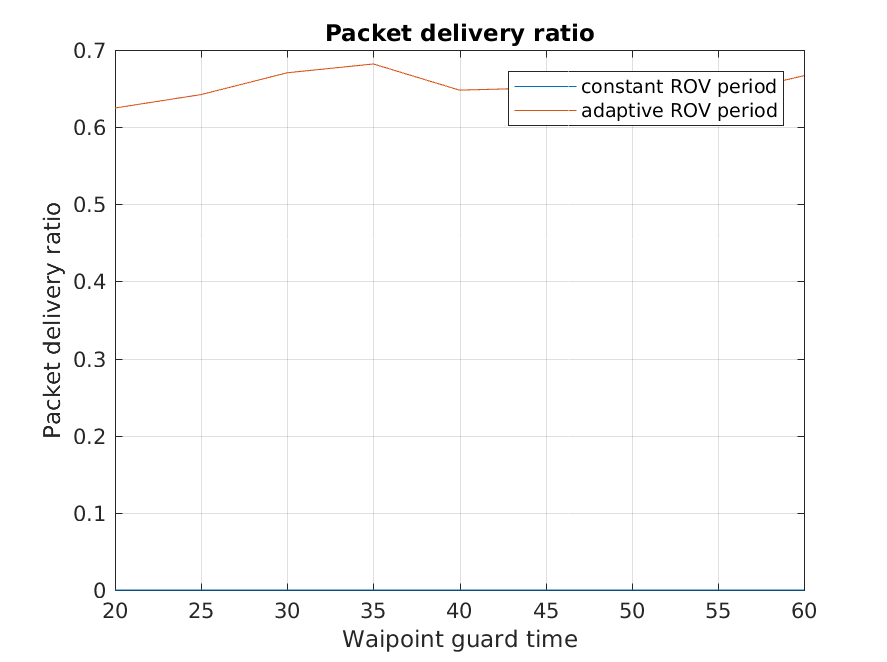 Packet delivery ratio
0.7
0.6
0.5
0.4
0.3
0.2
0.1
0
Packet delivery ratio
constant ROV period
adaptive ROV period
20 25 30 35 40 45 50 55 60
Waipoint guard time